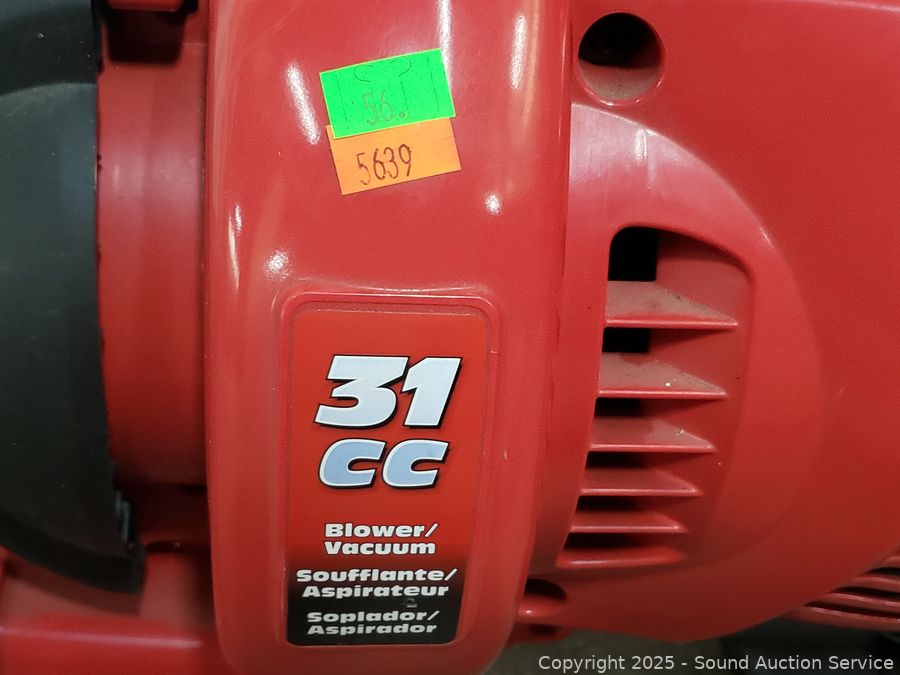 56.
5639
31
CC
Blower/
Vacuum
Soufflante/
Aspirateur
Soplador/
Aspirador
Copyright 2025 - Sound Auction Service